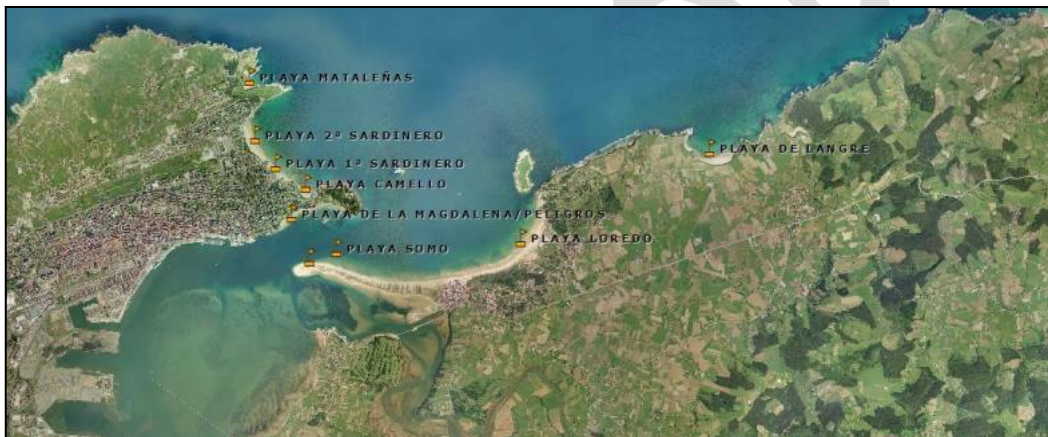 PLAYA MATALEÑAS
PLAYA 2ª SARDINERO
PLAYA 1ª SARDINERO
PLAYA DE LANGRE
PLAYA CAMELLO
PLAYA DE LA MAGDALENA/PELIGROS
PLAYA LOREDO
PLAYA SOMO